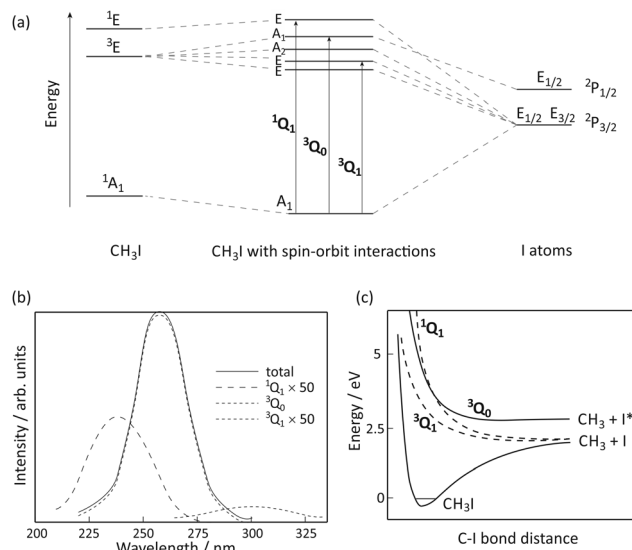 (a)
Energy
¹E
³E
¹A₁
E
A₁
A₂
E
E
A₁
¹Q₁
³Q₀
³Q₁
E₁/₂
²P₁/₂
E₁/₂ E₃/₂ ²P₃/₂
CH₃I
CH₃I with spin-orbit interactions
I atoms
(b)
Intensity / arb. units
total
¹Q₁ × 50
³Q₀
³Q₁ × 50
200 225 250 275 300 325
Wavelength / nm
(c)
Energy / eV
5
2.5
0
¹Q₁
³Q₀
³Q₁
CH₃ + I*
CH₃ + I
CH₃I
C-I bond distance